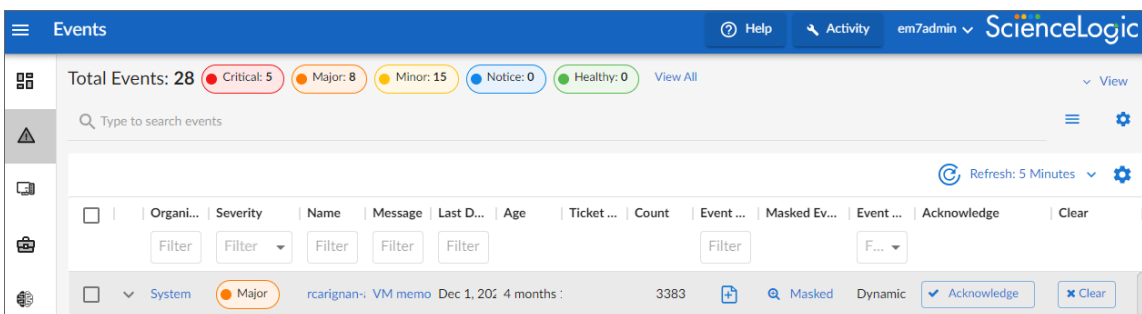 Events Help Activity em7admin ScienceLogic
Total Events: 28 Critical: 5 Major: 8 Minor: 15 Notice: 0 Healthy: 0 View All View
Type to search events
Refresh: 5 Minutes
Organi... Severity Name Message Last D... Age Ticket ... Count Event ... Masked Ev... Event ... Acknowledge Clear
Filter Filter Filter Filter Filter Filter F...
System Major rcarignan- VM memo Dec 1, 202 4 months 3383 Masked Dynamic Acknowledge Clear